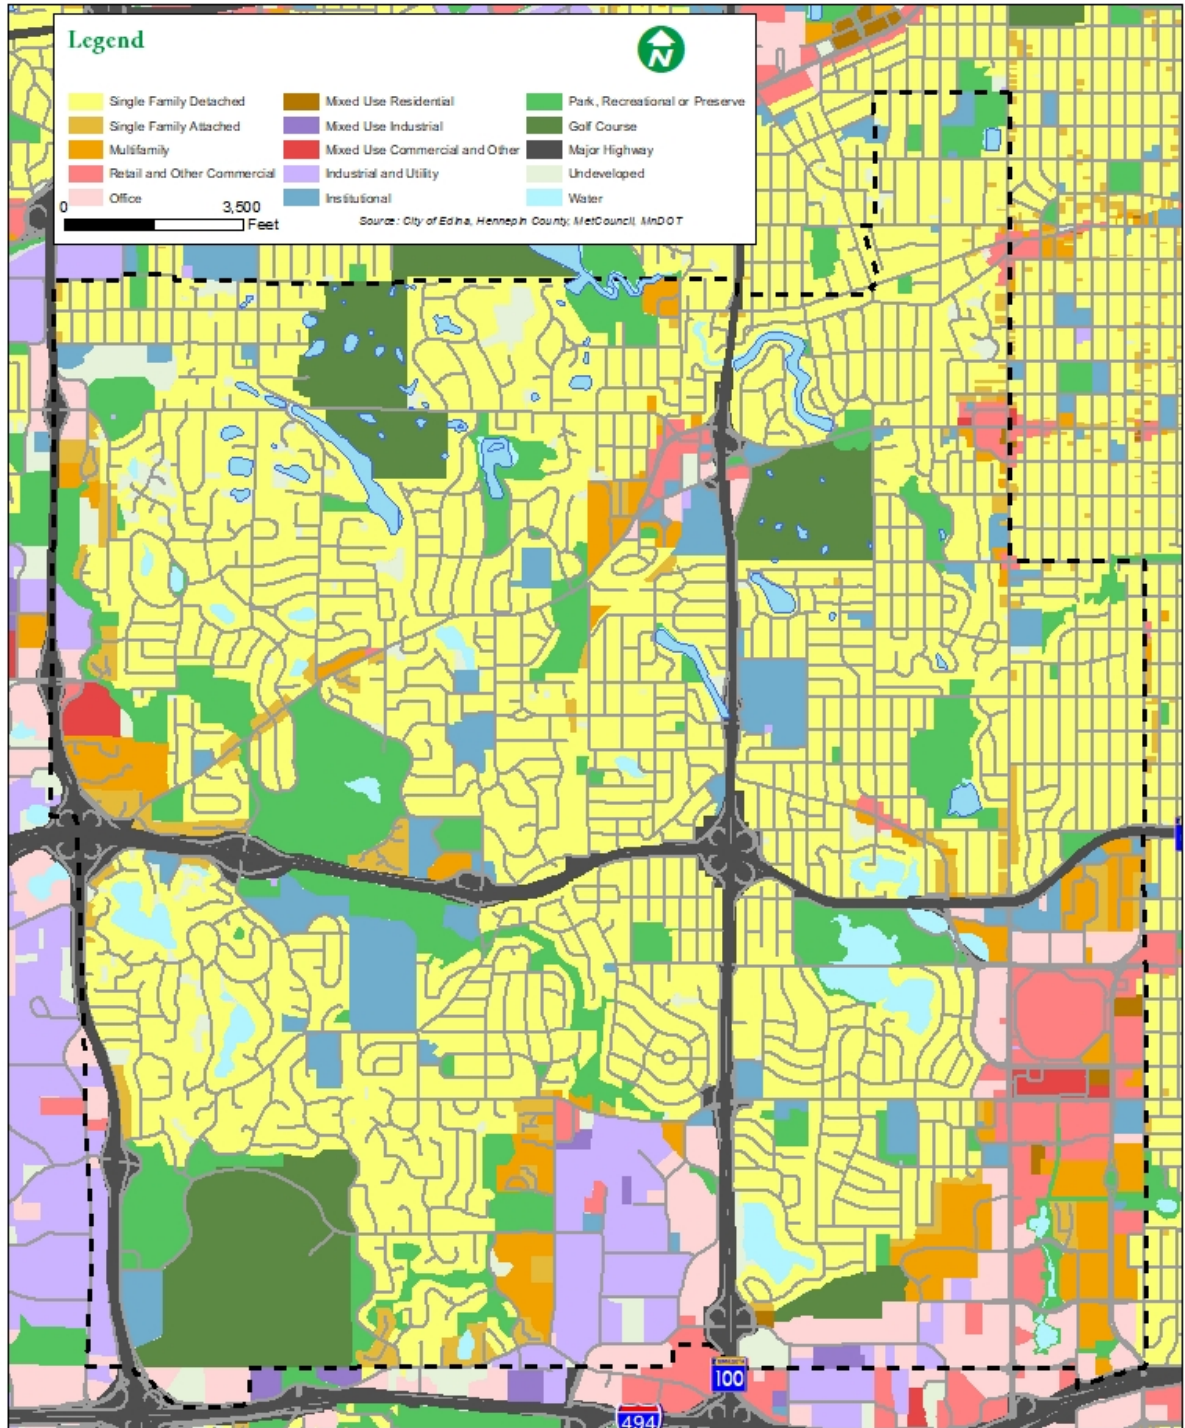 Legend
N
Single Family Detached
Single Family Attached
Multifamily
Retail and Other Commercial
Office
Mixed Use Residential
Mixed Use Industrial
Mixed Use Commercial and Other
Industrial and Utility
Institutional
Park, Recreational or Preserve
Golf Course
Major Highway
Undeveloped
Water
0 3,500
Feet
Source: City of Edina, Hennepin County, MetCouncil, MnDOT
100
494